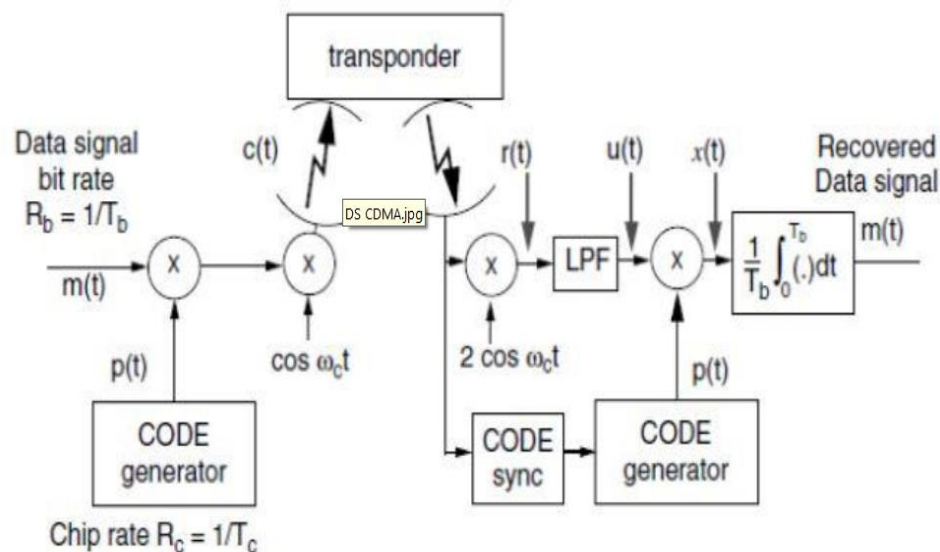 transponder
Data signal
bit rate
R_b = 1/T_b
c(t)
DS CDMA.jpg
r(t)
u(t)
x(t)
Recovered
Data signal
m(t)
X
X
X
LPF
X
1/T_b ∫_0^{T_b} (.)dt
m(t)
p(t)
cos ω_c t
2 cos ω_c t
p(t)
CODE
generator
CODE
sync
CODE
generator
Chip rate R_c = 1/T_c